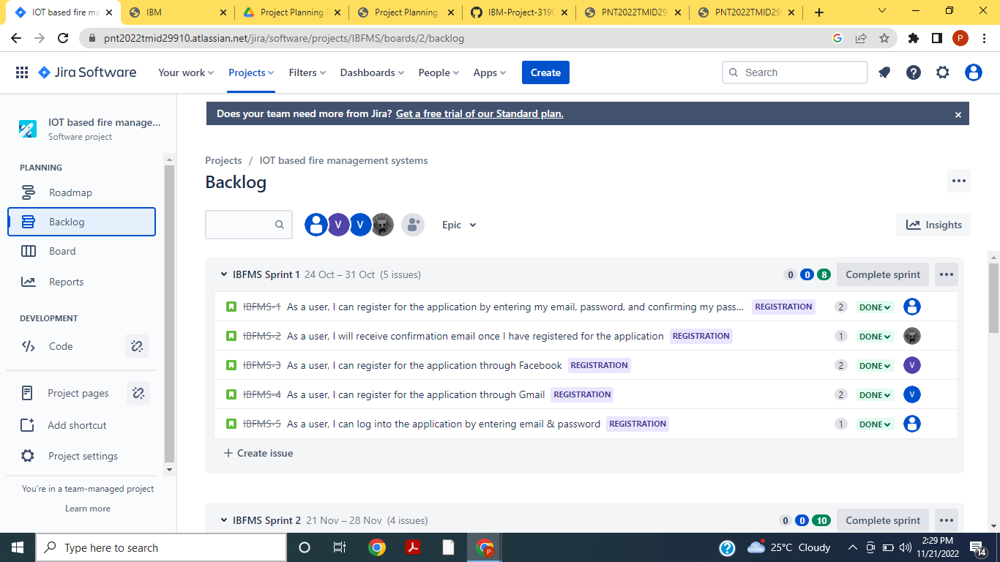 IOT based fire ma
IBM
Project Planning
Project Planning
IBM-Project-3190
PNT2022TMID29
PNT2022TMID29
pnt2022tmid29910.atlassian.net/jira/software/projects/IBFMS/boards/2/backlog
P
Jira Software
Your work
Projects
Filters
Dashboards
People
Apps
Create
Search
IOT based fire manage...
Software project
PLANNING
Roadmap
Backlog
Board
Reports
DEVELOPMENT
Code
Project pages
Add shortcut
Project settings
You're in a team-managed project
Learn more
Does your team need more from Jira? Get a free trial of our Standard plan.
Projects / IOT based fire management systems
Backlog
V V
Epic
Insights
IBFMS Sprint 1 24 Oct – 31 Oct (5 issues) 0 0 8 Complete sprint
IBFMS-1 As a user, I can register for the application by entering my email, password, and confirming my pass... REGISTRATION 2 DONE
IBFMS-2 As a user, I will receive confirmation email once I have registered for the application REGISTRATION 1 DONE
IBFMS-3 As a user, I can register for the application through Facebook REGISTRATION 2 DONE V
IBFMS-4 As a user, I can register for the application through Gmail REGISTRATION 2 DONE V
IBFMS-5 As a user, I can log into the application by entering email & password REGISTRATION 1 DONE
+ Create issue
IBFMS Sprint 2 21 Nov – 28 Nov (4 issues) 0 0 10 Complete sprint
Type here to search
P
25°C Cloudy
2:29 PM
11/21/2022
14